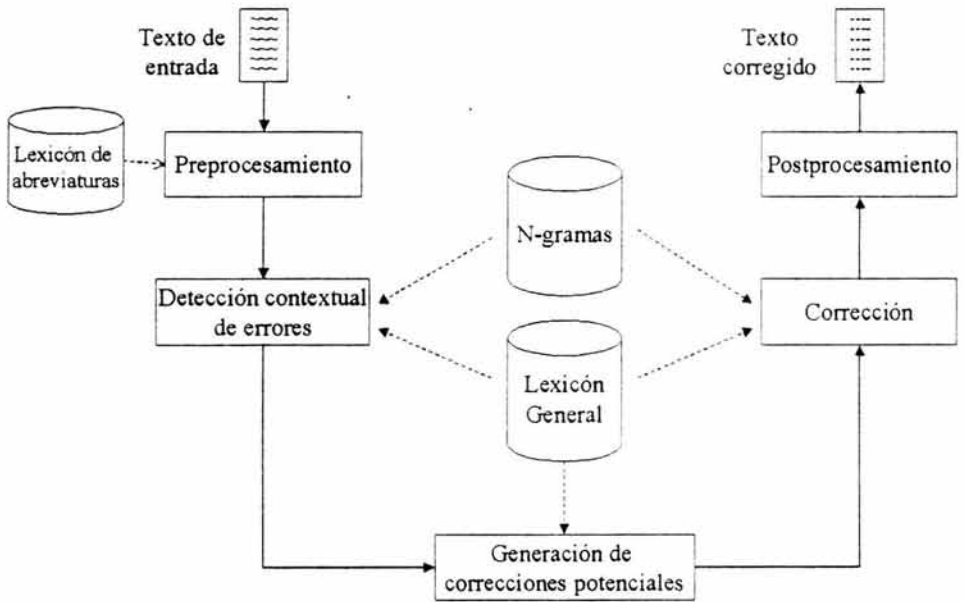 Texto de
entrada
Texto
corregido
Lexicón de
abreviaturas
Preprocesamiento
Postprocesamiento
N-gramas
Detección contextual
de errores
Corrección
Lexicón
General
Generación de
correcciones potenciales